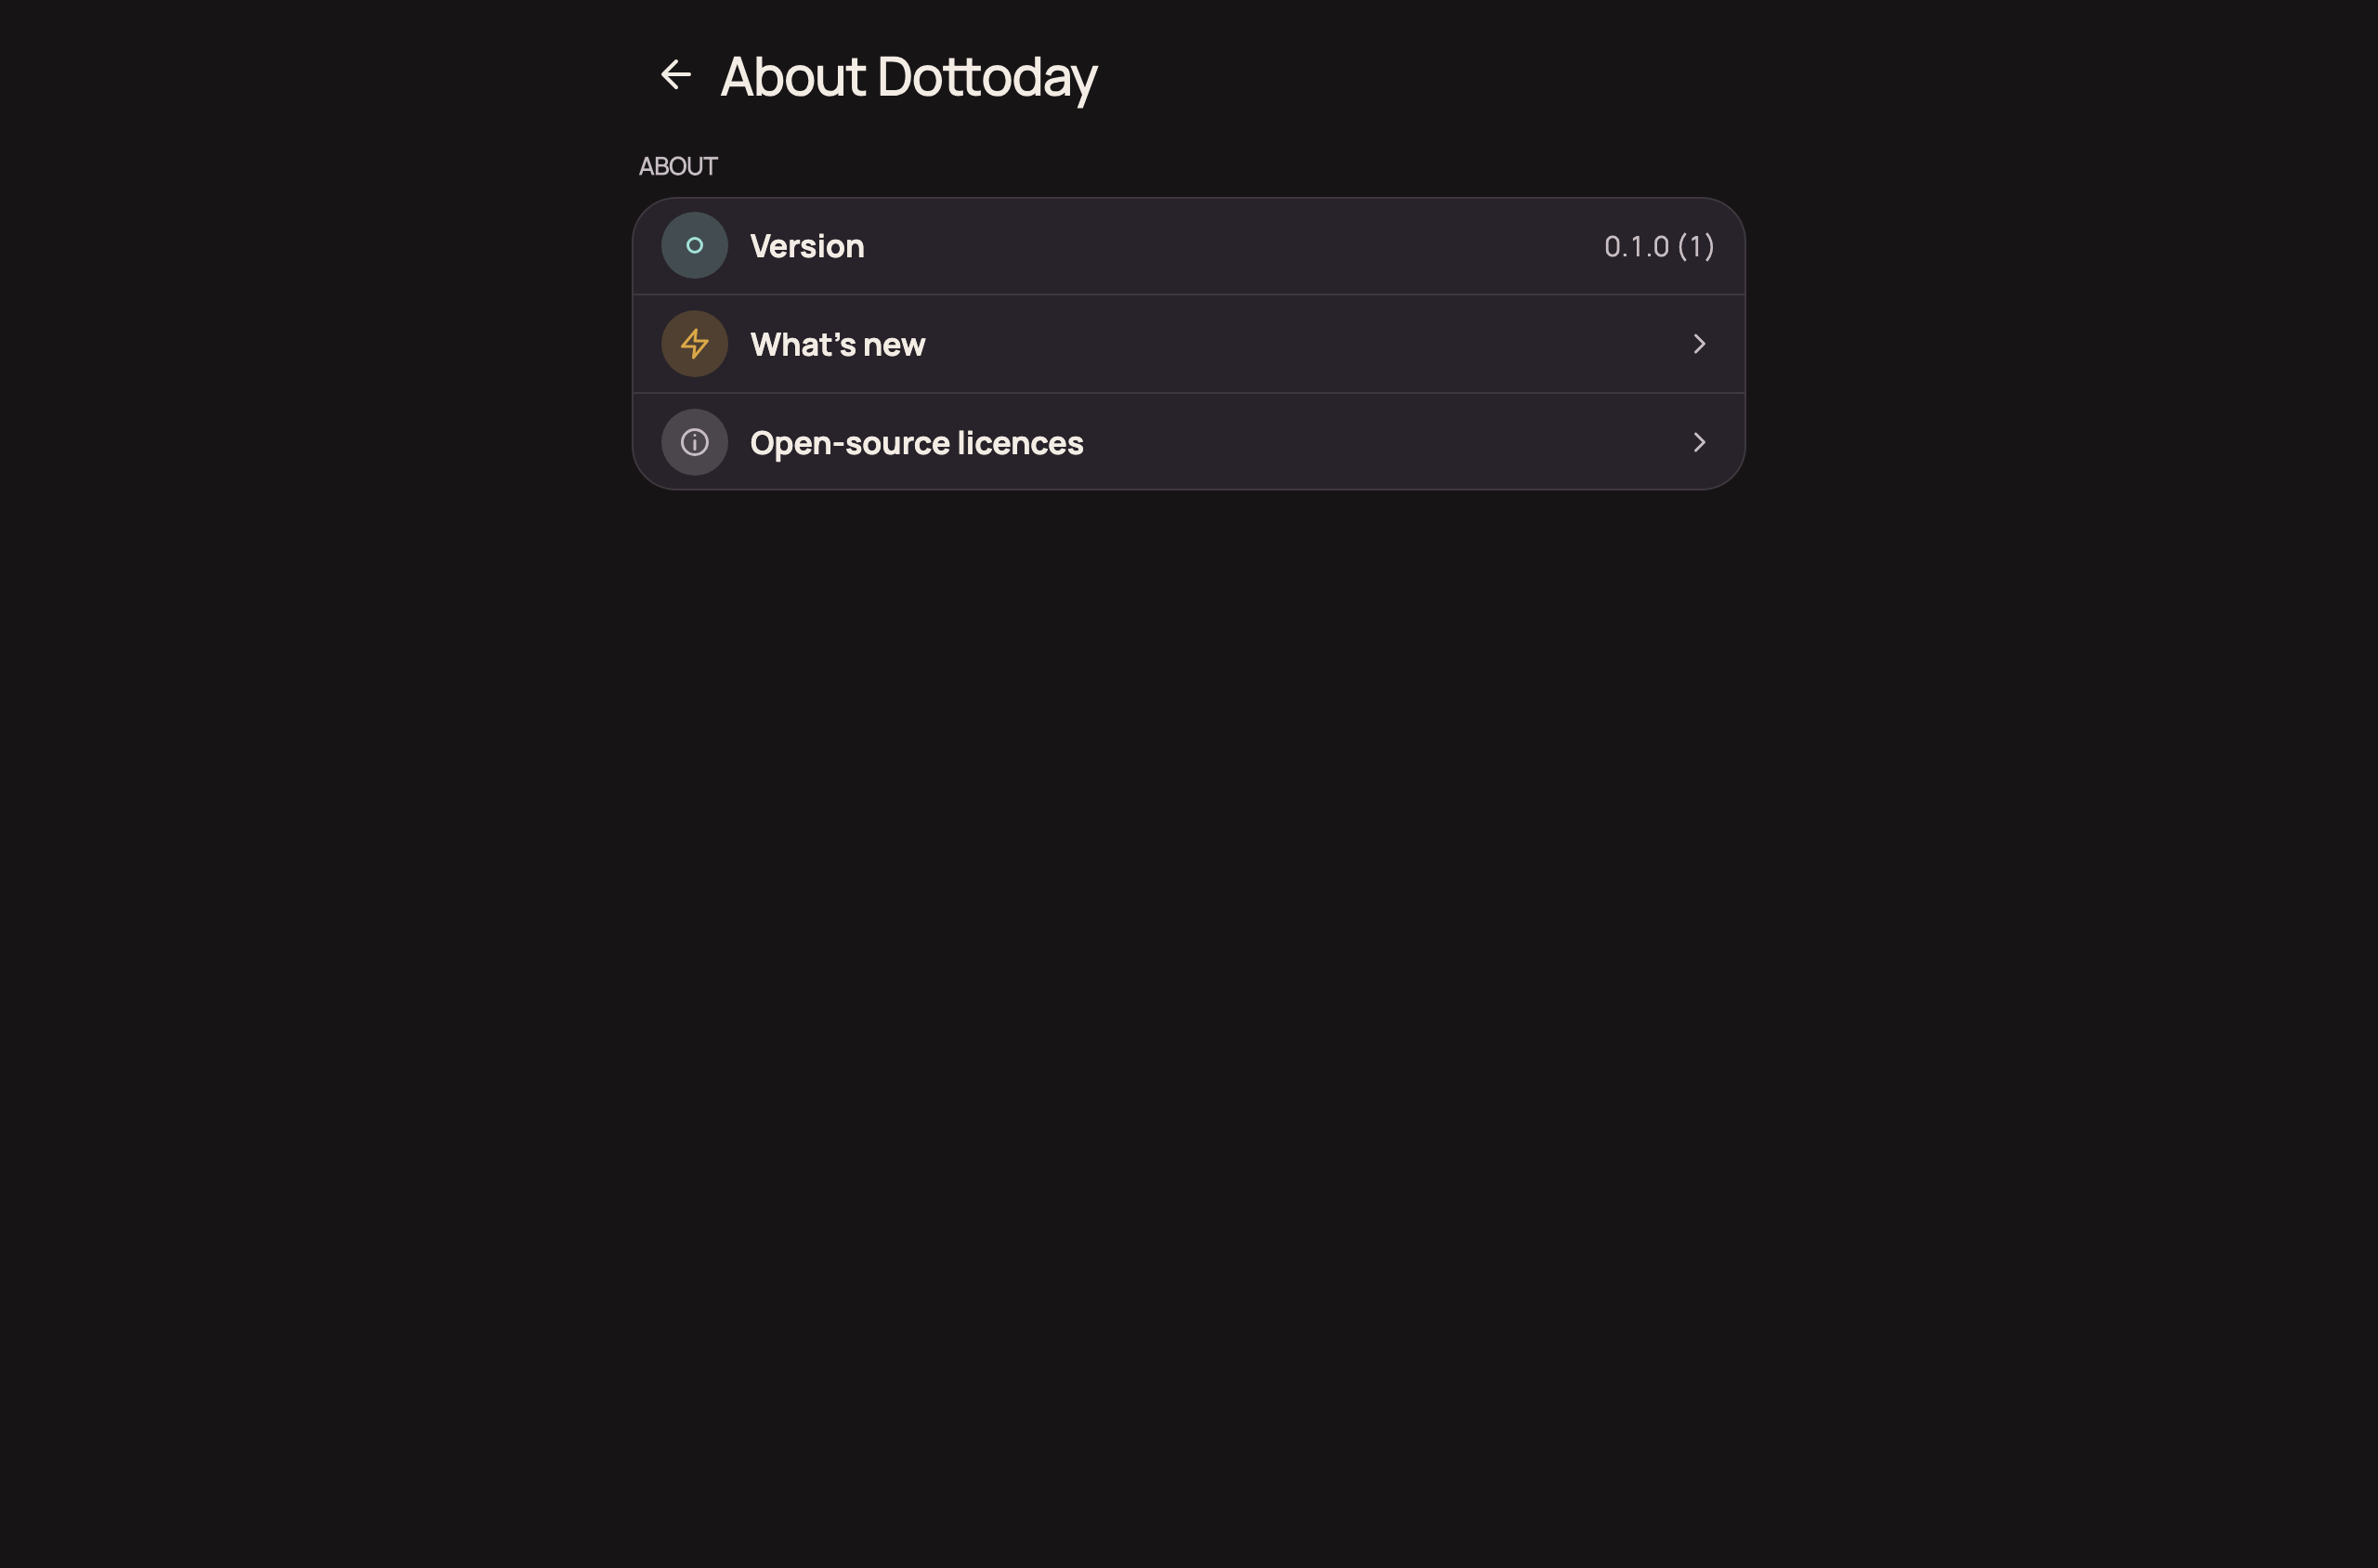 About Dottoday
ABOUT
Version 0.1.0 (1)
What’s new
Open-source licences